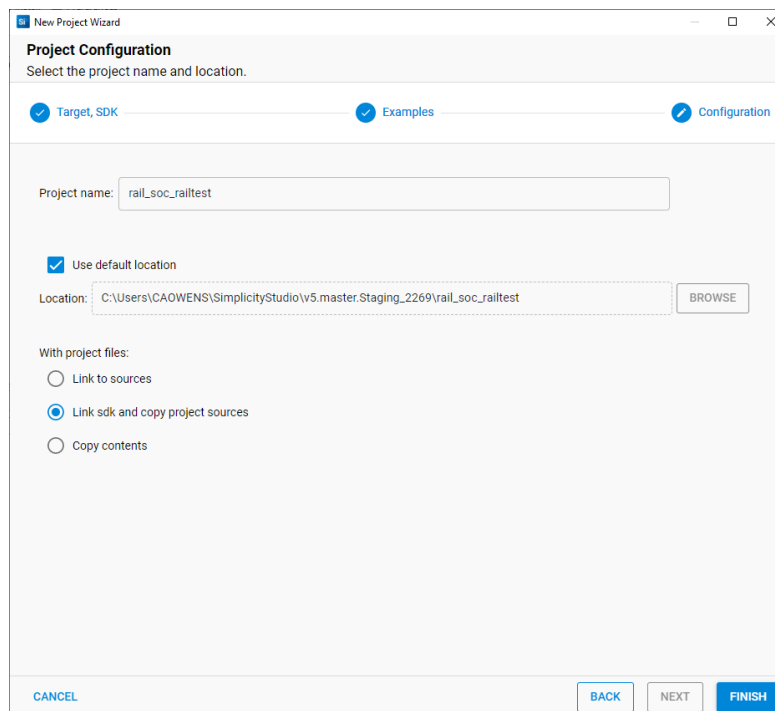 Si New Project Wizard
Project Configuration
Select the project name and location.
Target, SDK
Examples
Configuration
Project name: rail_soc_railtest
Use default location
Location: C:\Users\CAOWENS\SimplicityStudio\v5.master.Staging_2269\rail_soc_railtest BROWSE
With project files:
Link to sources
Link sdk and copy project sources
Copy contents
CANCEL BACK NEXT FINISH